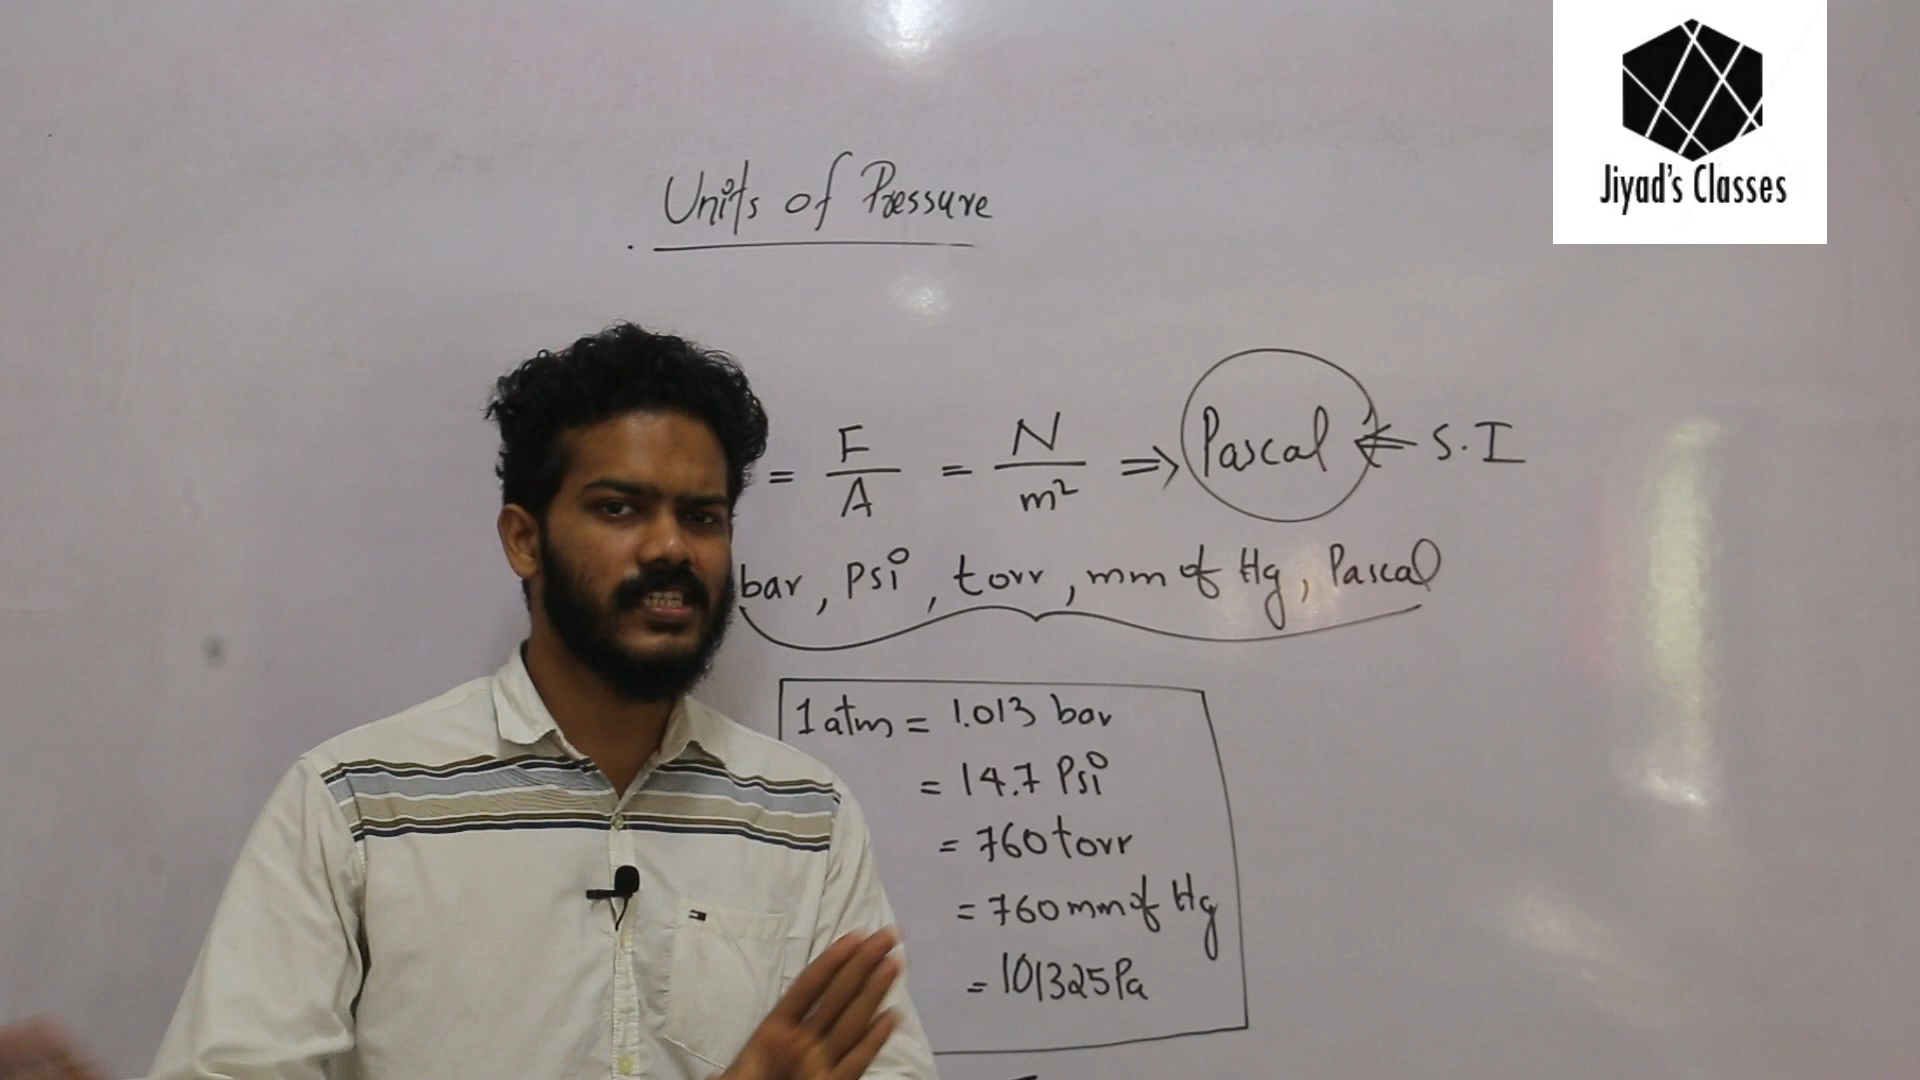 Jiyad's Classes
Units of Pressure
= F/A = N/m² ⇒ Pascal ← S.I
bar, Psi, torr, mm of Hg, Pascal
1 atm = 1.013 bar
= 14.7 Psi
= 760 torr
= 760 mm of Hg
= 101325 Pa